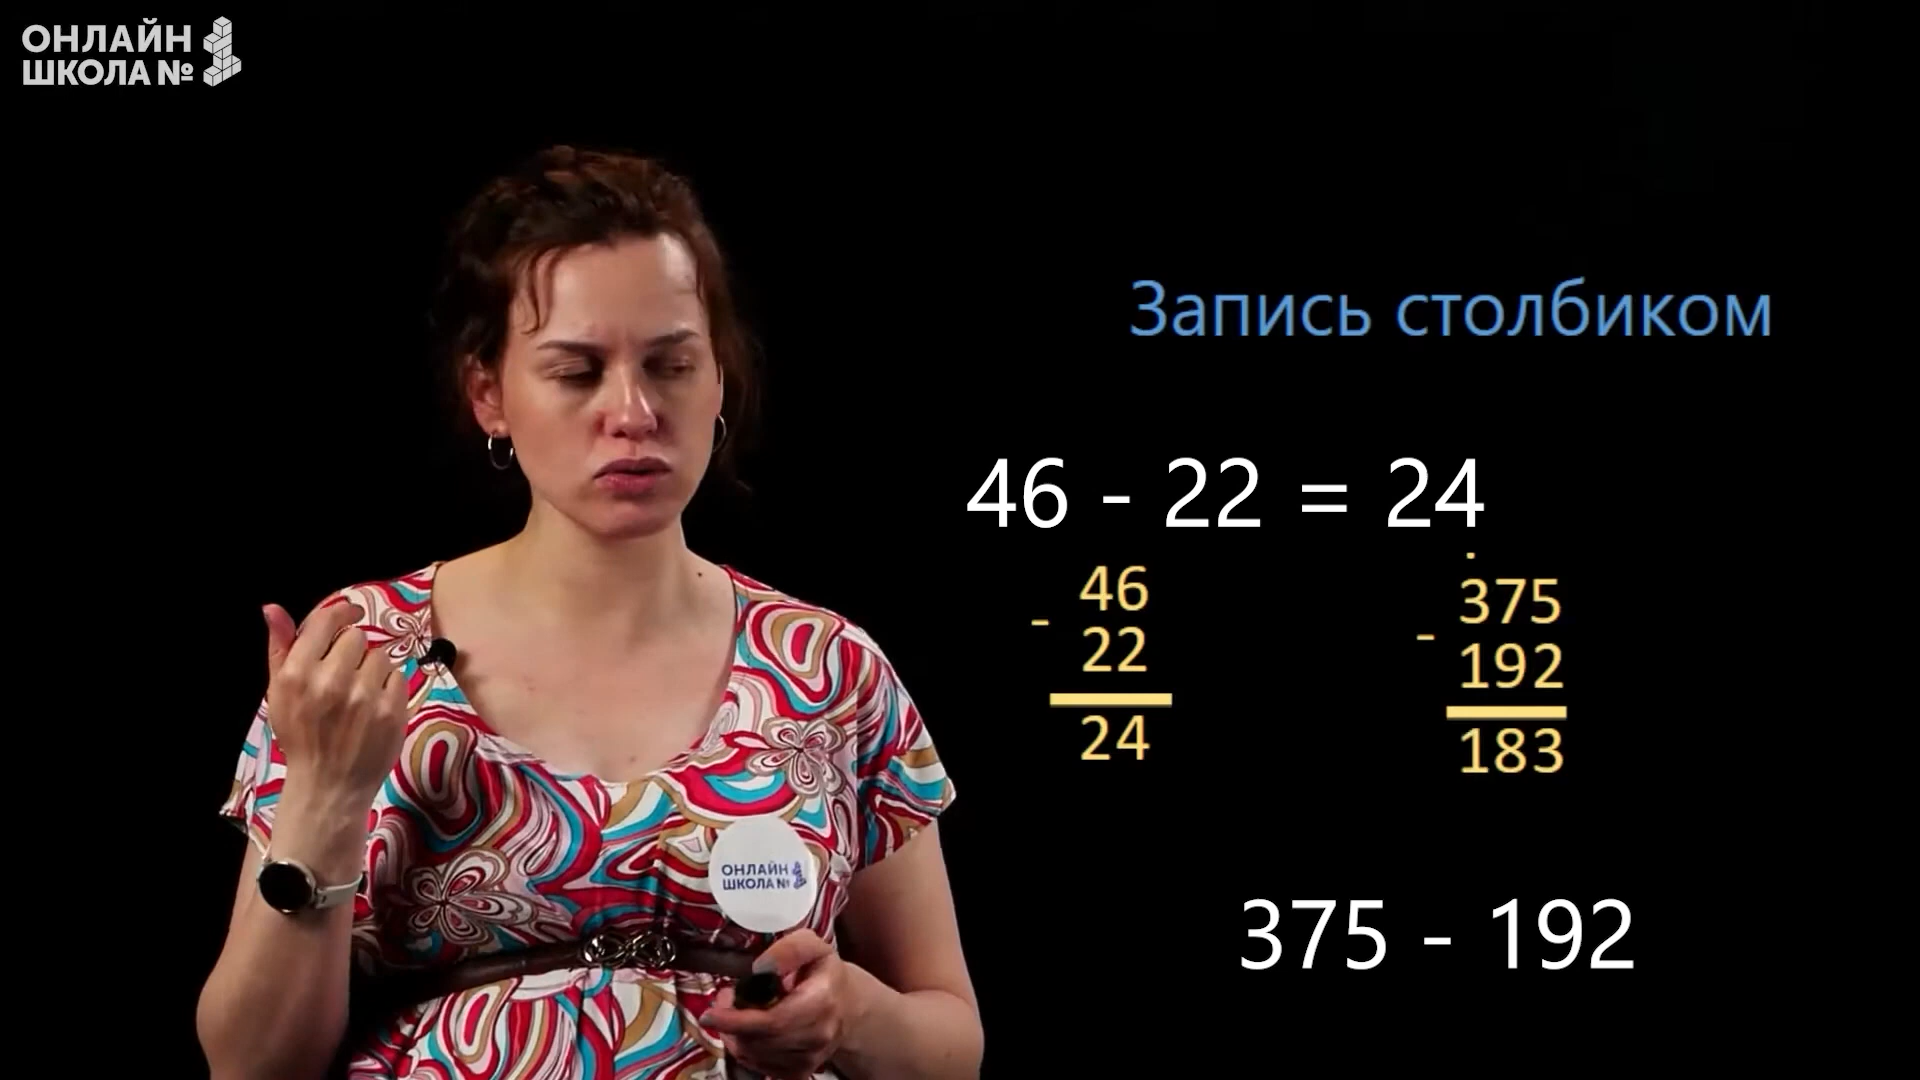 ОНЛАЙН
ШКОЛА №
Запись столбиком
46 - 22 = 24
46
- 22
24
375
- 192
183
375 - 192
ОНЛАЙН
ШКОЛА №